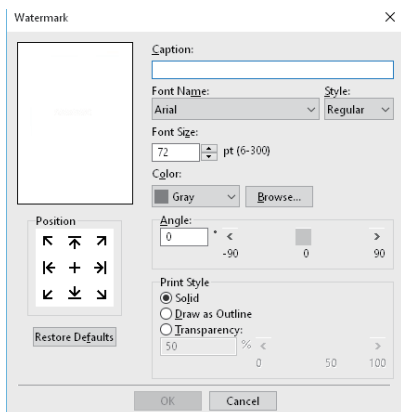 Watermark
Caption:
Font Name:
Style:
Arial
Regular
Font Size:
72
pt (6-300)
Color:
Gray
Browse...
Position
Angle:
0 °
-90 0 90
Print Style
Solid
Draw as Outline
Transparency:
50 %
0 50 100
Restore Defaults
OK
Cancel